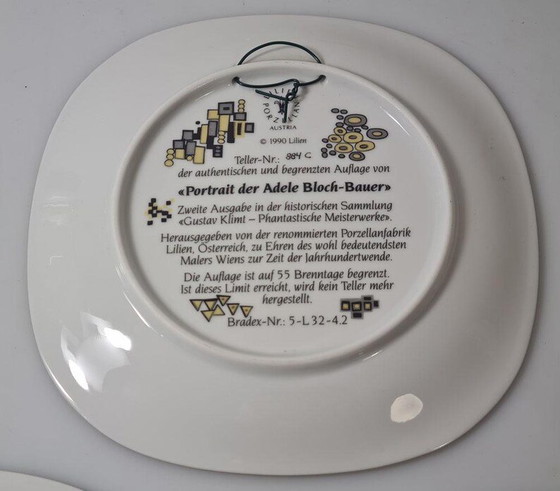 LILIEN
PORZELLAN
AUSTRIA
© 1990 Lilien
Teller-Nr.: 884 C
der authentischen und begrenzten Auflage von
«Portrait der Adele Bloch-Bauer»
Zweite Ausgabe in der historischen Sammlung
«Gustav Klimt – Phantastische Meisterwerke».
Herausgegeben von der renommierten Porzellanfabrik
Lilien, Österreich, zu Ehren des wohl bedeutendsten
Malers Wiens zur Zeit der Jahrhundertwende.
Die Auflage ist auf 55 Brenntage begrenzt.
Ist dieses Limit erreicht, wird kein Teller mehr
hergestellt.
Bradex-Nr.: 5-L32-4.2